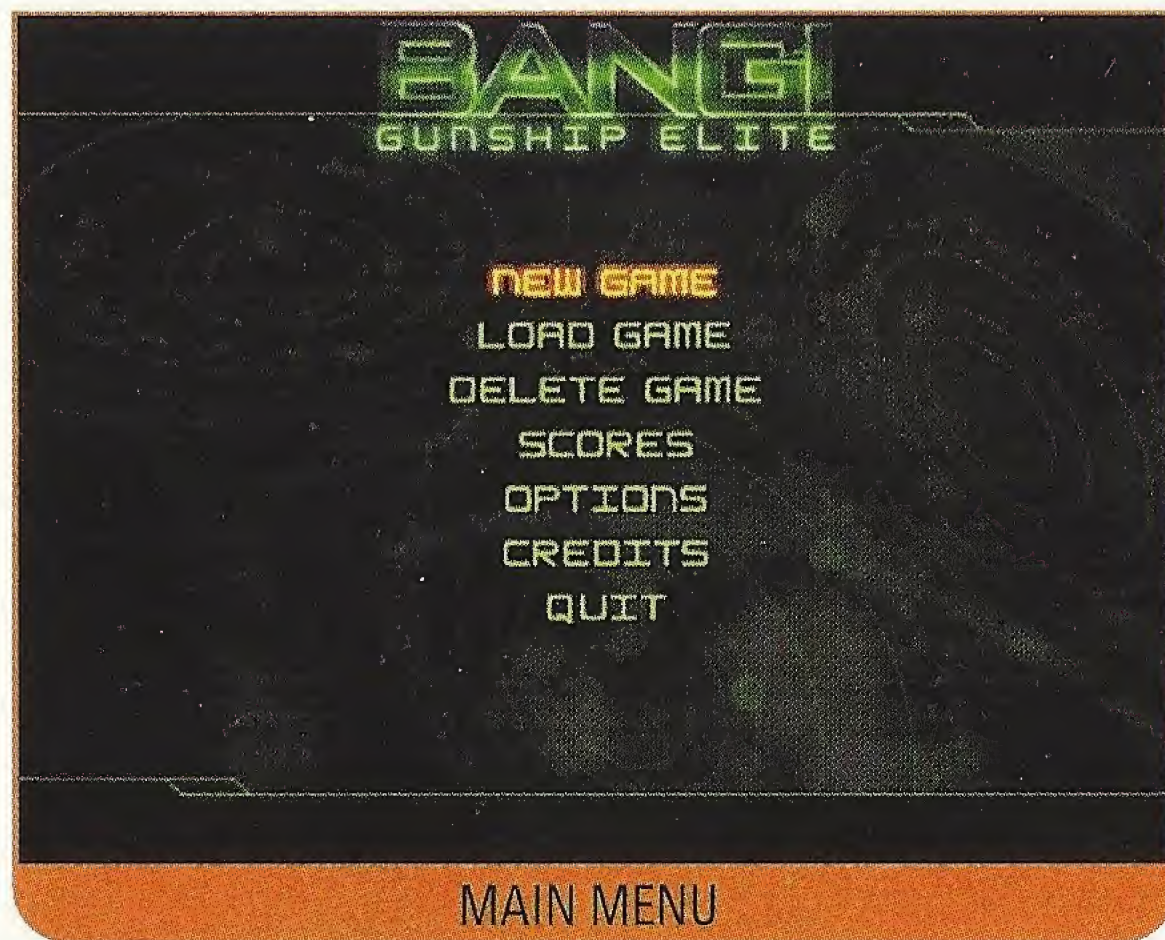 BANG!
GUNSHIP ELITE
NEW GAME
LOAD GAME
DELETE GAME
SCORES
OPTIONS
CREDITS
QUIT
MAIN MENU